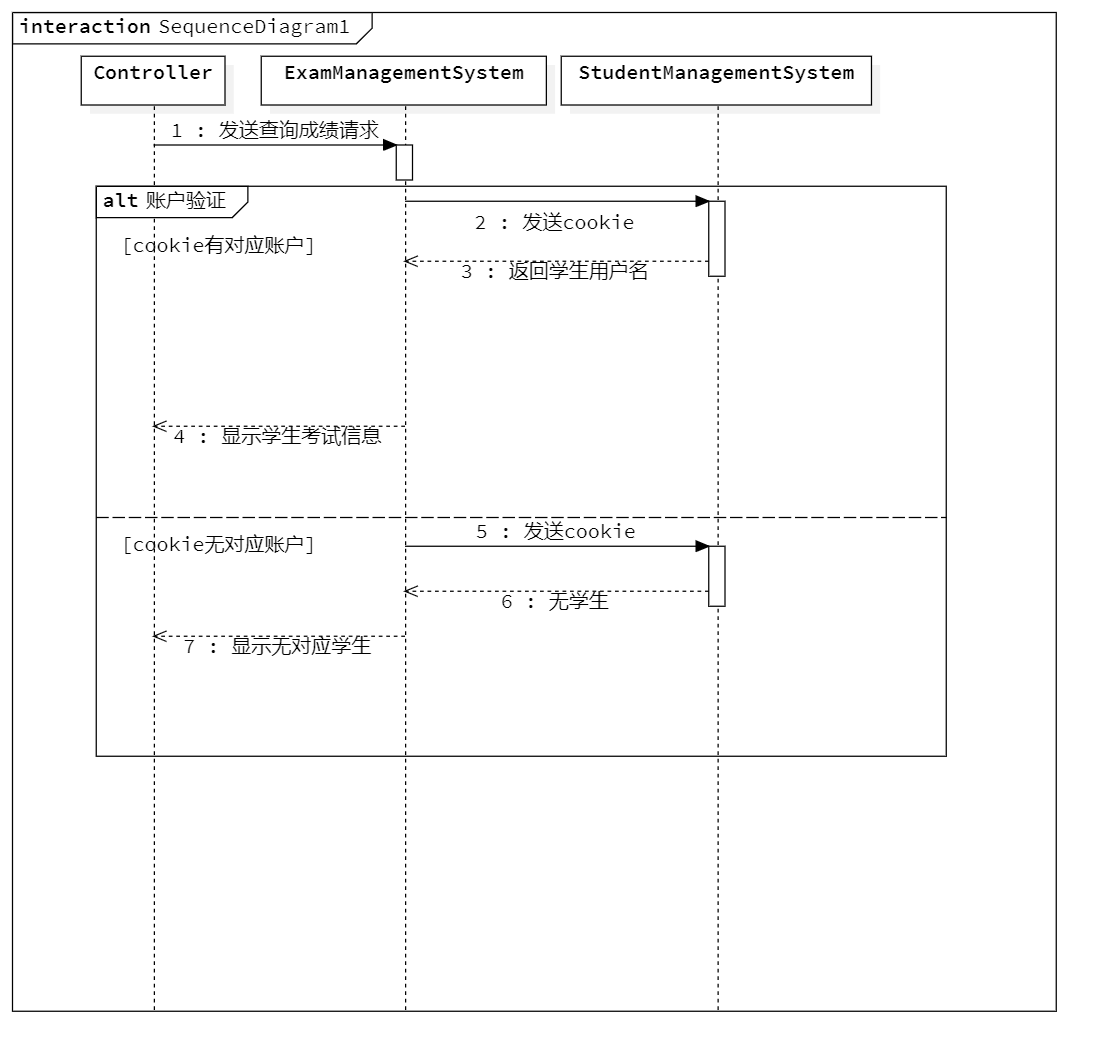 interaction SequenceDiagram1
Controller
ExamManagementSystem
StudentManagementSystem
1 : 发送查询成绩请求
alt 账户验证
2 : 发送cookie
[cookie有对应账户]
3 : 返回学生用户名
4 : 显示学生考试信息
5 : 发送cookie
[cookie无对应账户]
6 : 无学生
7 : 显示无对应学生